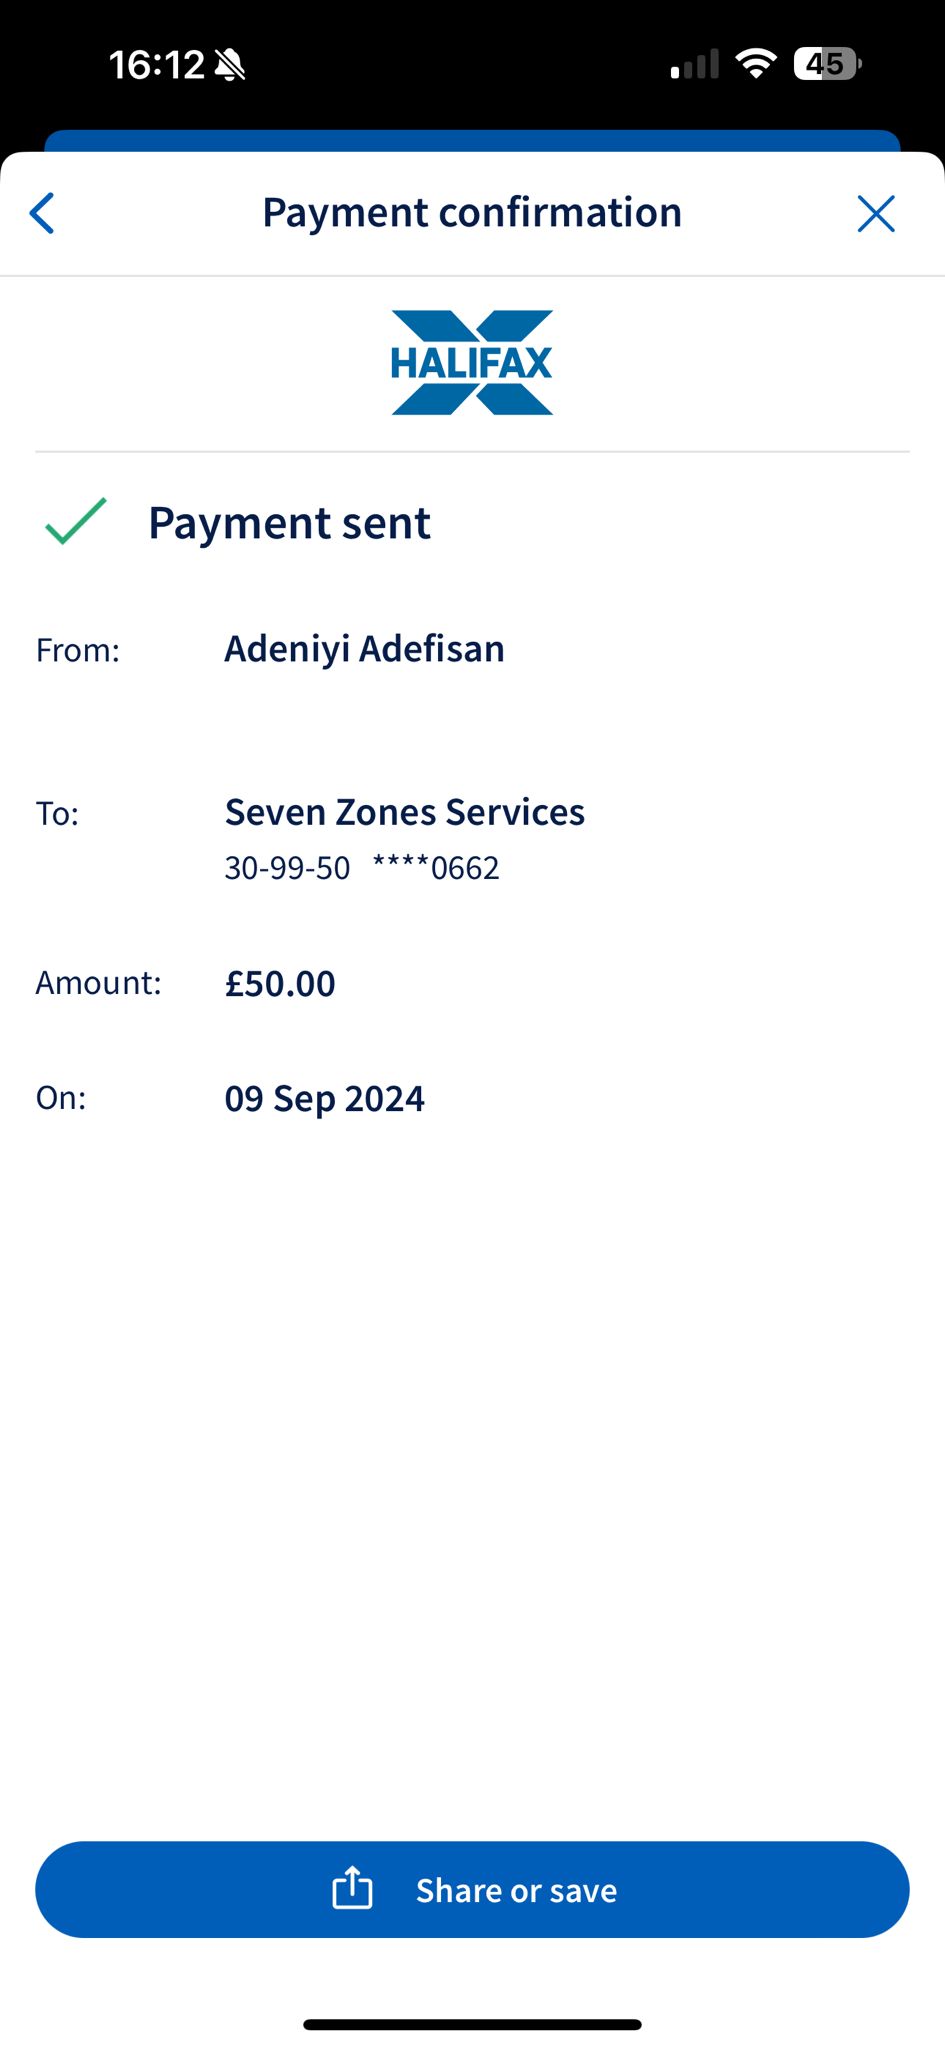 16:12
45
Payment confirmation
HALIFAX
Payment sent
From: Adeniyi Adefisan
To: Seven Zones Services
30-99-50 ****0662
Amount: £50.00
On: 09 Sep 2024
Share or save